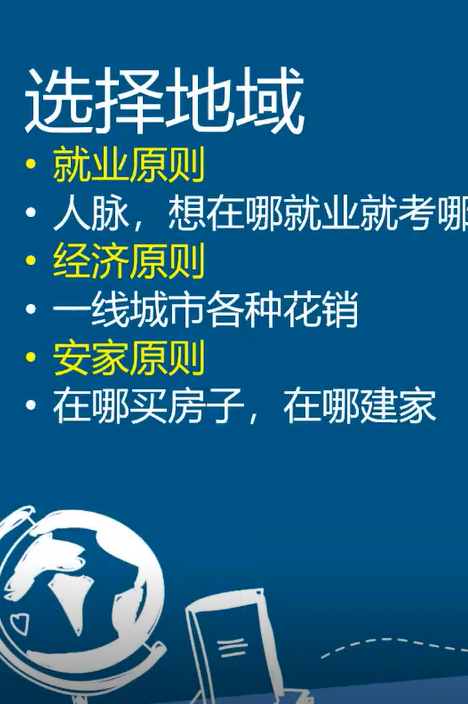 选择地域
• 就业原则
• 人脉，想在哪就业就考哪
• 经济原则
• 一线城市各种花销
• 安家原则
• 在哪买房子，在哪建家